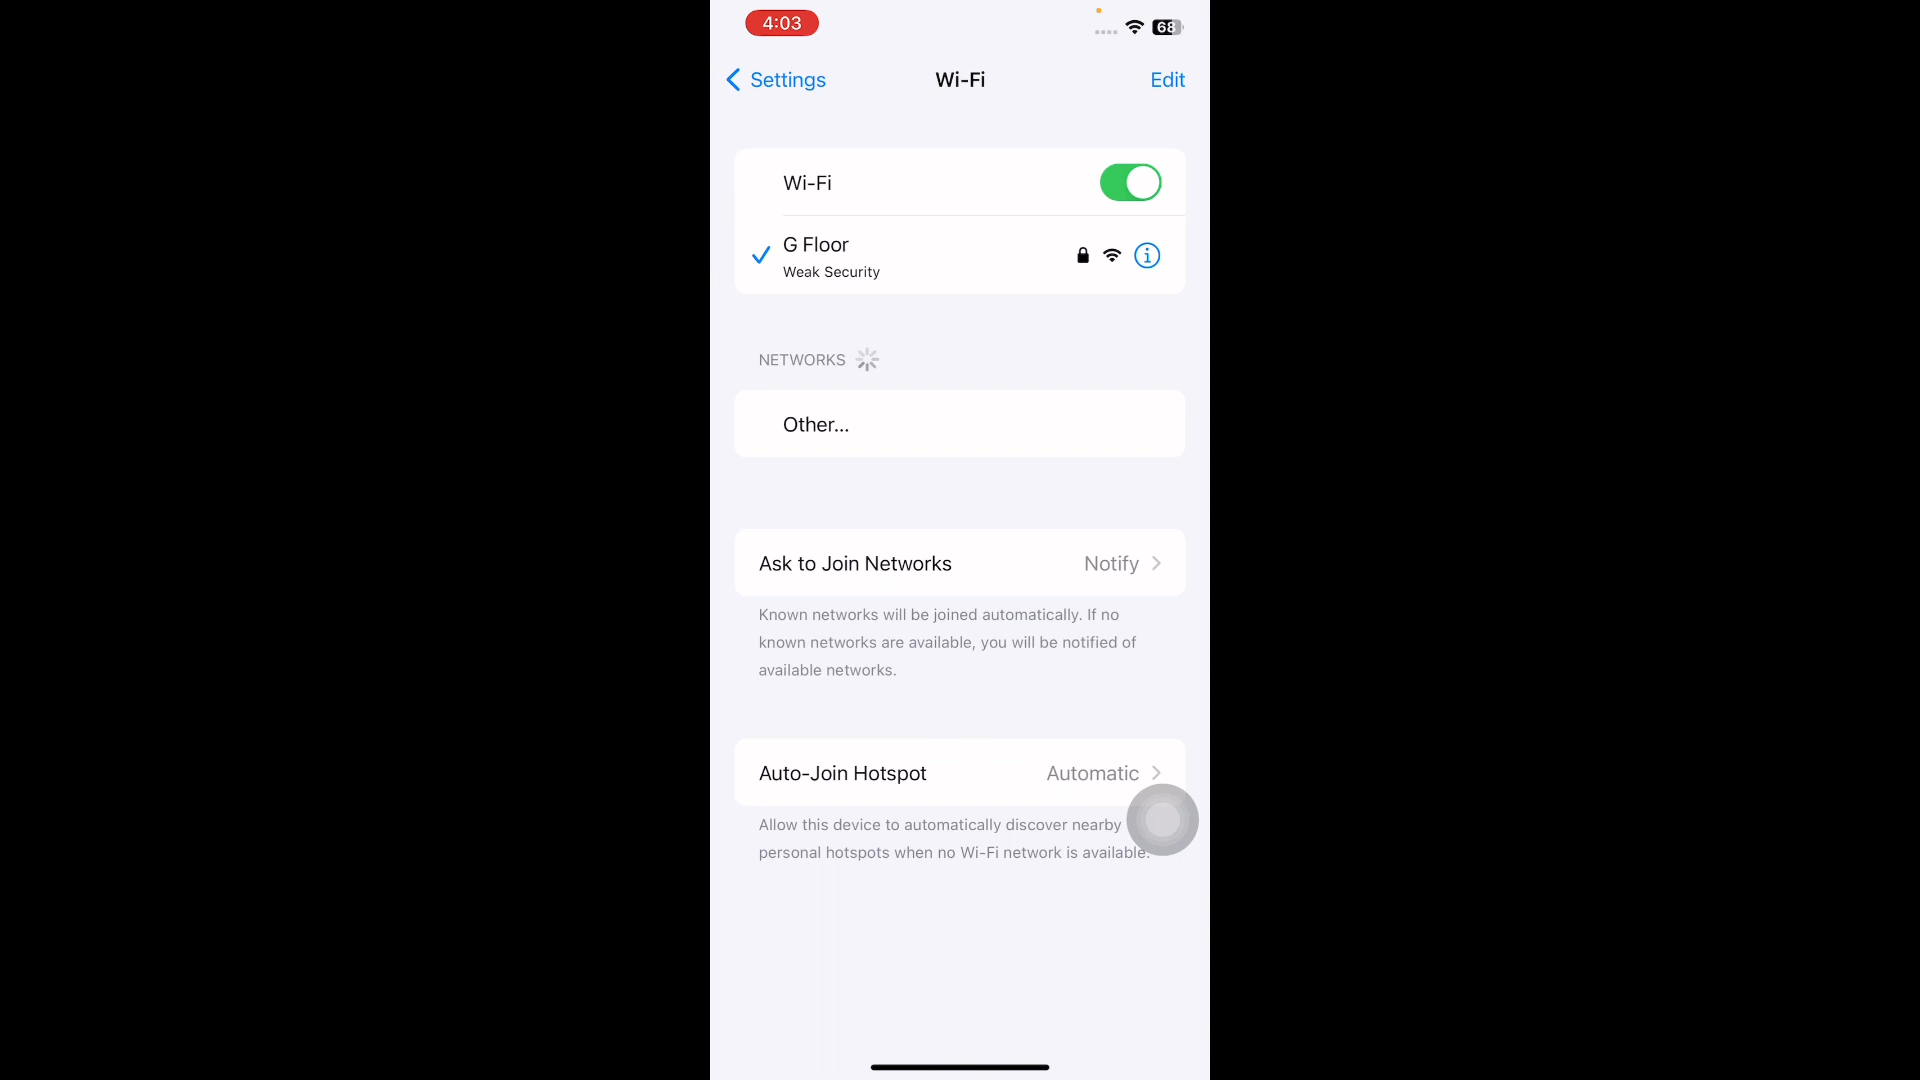 4:03
68
Settings
Wi-Fi
Edit
Wi-Fi
G Floor
Weak Security
NETWORKS
Other...
Ask to Join Networks
Notify
Known networks will be joined automatically. If no
known networks are available, you will be notified of
available networks.
Auto-Join Hotspot
Automatic
Allow this device to automatically discover nearby
personal hotspots when no Wi-Fi network is available.